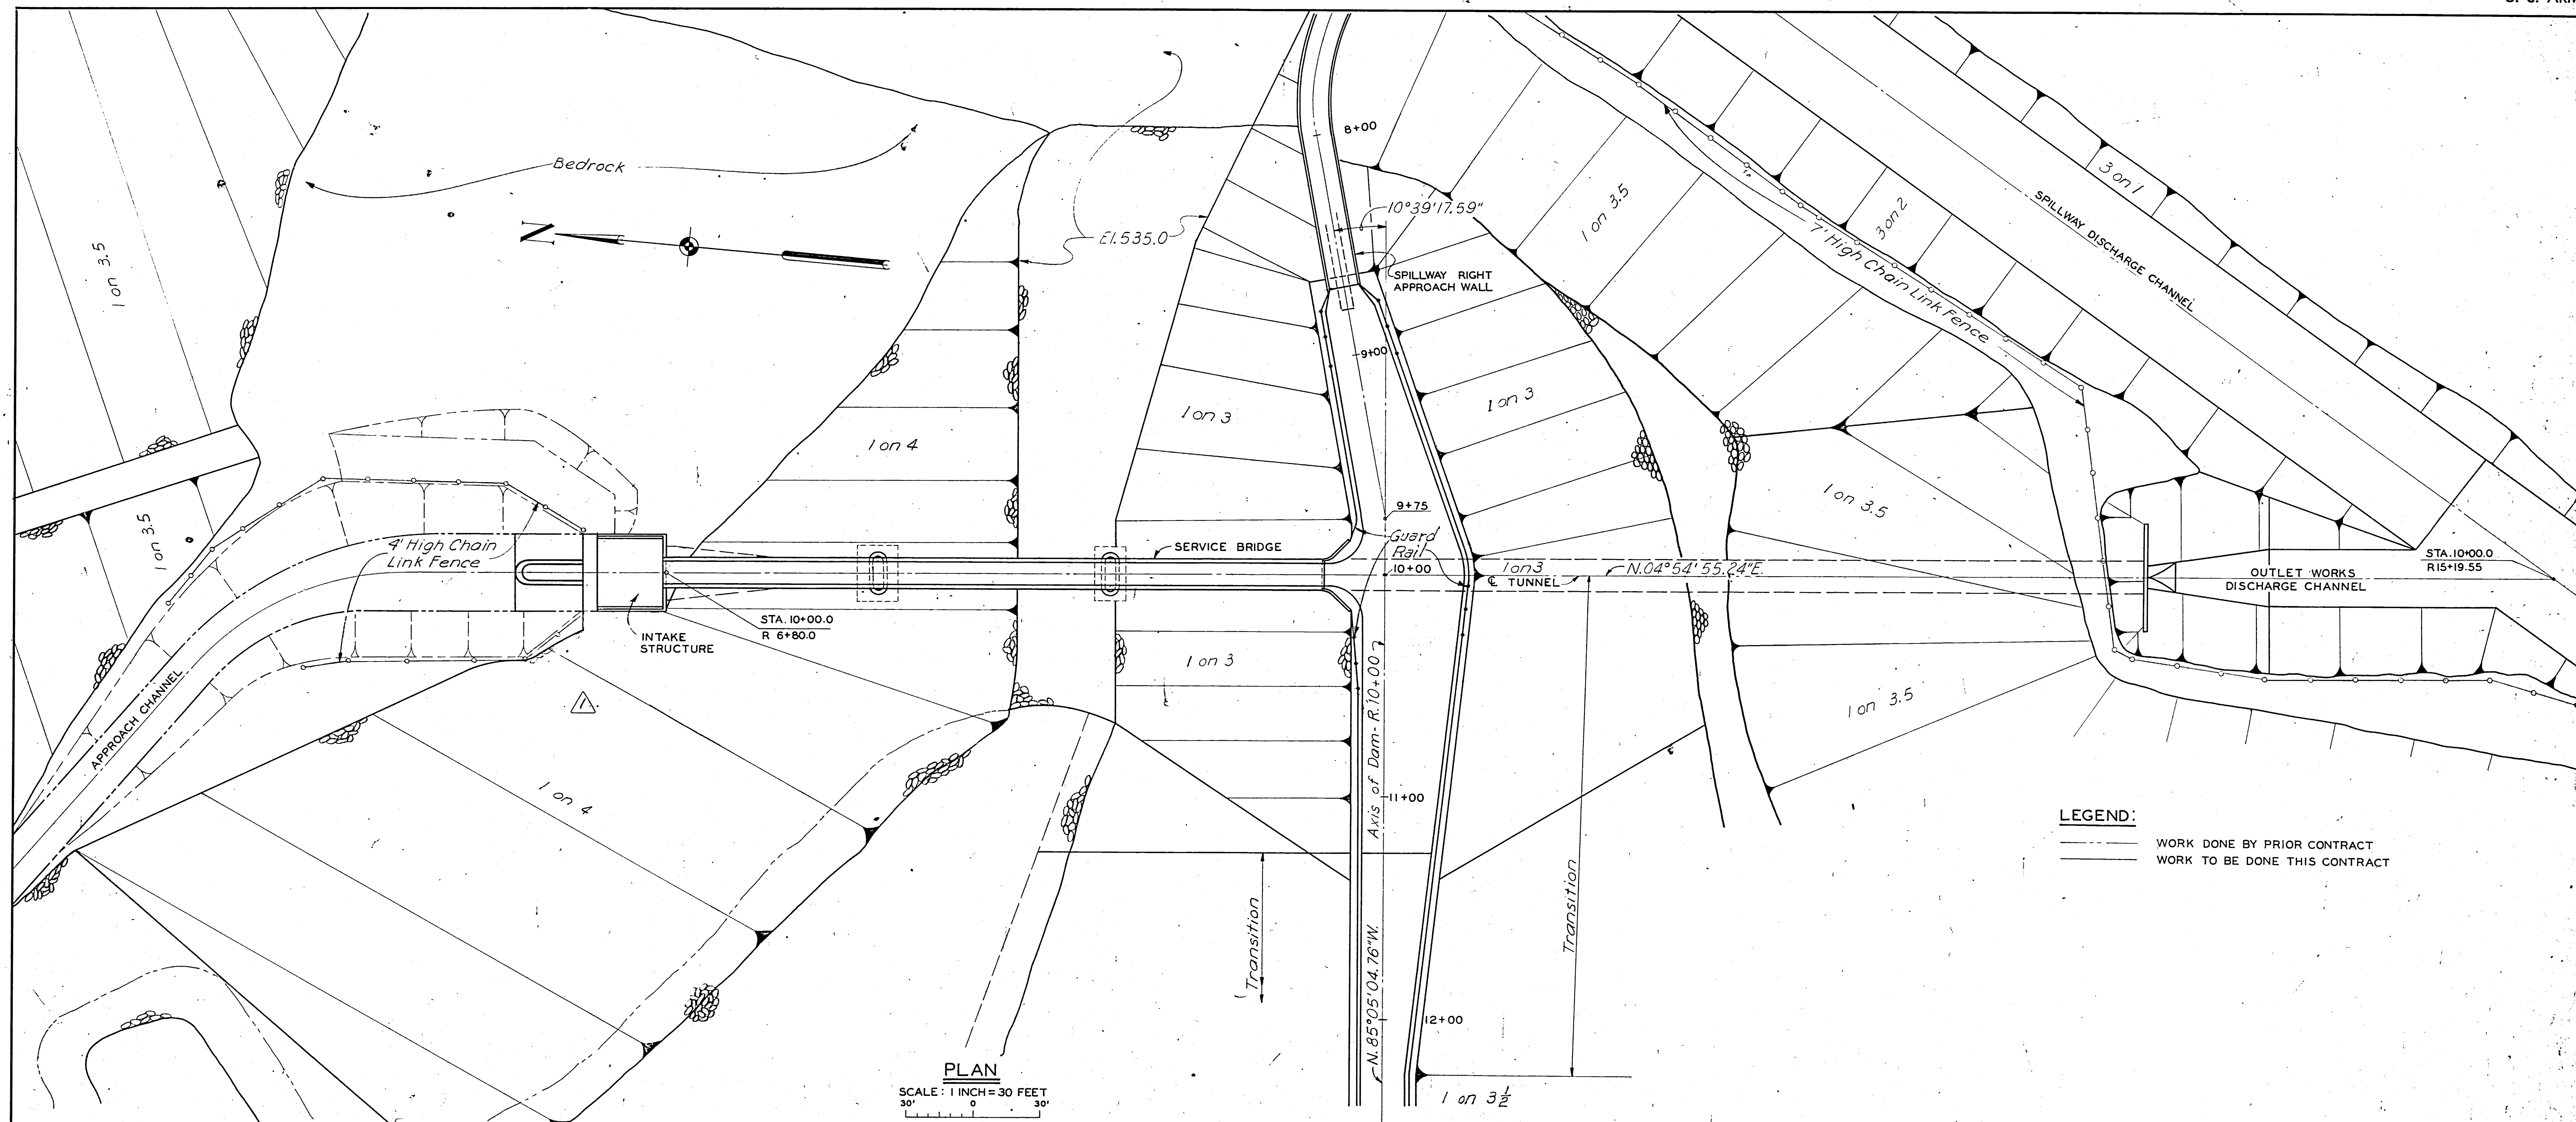 Bedrock
N
El.535.0
8+00
10°39'17.59"
SPILLWAY RIGHT
APPROACH WALL
9+00
1 on 3.5
3 on 2
3 on 1
SPILLWAY DISCHARGE CHANNEL
7' High Chain Link Fence
1 on 3.5
1 on 3.5
1 on 4
1 on 3
1 on 3
9+75
Guard
Rail
10+00
1 on 3
℄ TUNNEL
N.04°54'55.24"E.
1 on 3.5
1 on 3.5
4' High Chain
Link Fence
SERVICE BRIDGE
STA. 10+00.0
R 6+80.0
INTAKE
STRUCTURE
APPROACH CHANNEL
1 on 3
1 on 4
STA. 10+00.0
R15+19.55
OUTLET WORKS
DISCHARGE CHANNEL
Axis of Dam-R.10+00
11+00
N.85°05'04.76"W.
12+00
Transition
Transition
1 on 3½
LEGEND:
WORK DONE BY PRIOR CONTRACT
WORK TO BE DONE THIS CONTRACT
PLAN
SCALE: 1 INCH = 30 FEET
30' 0 30'